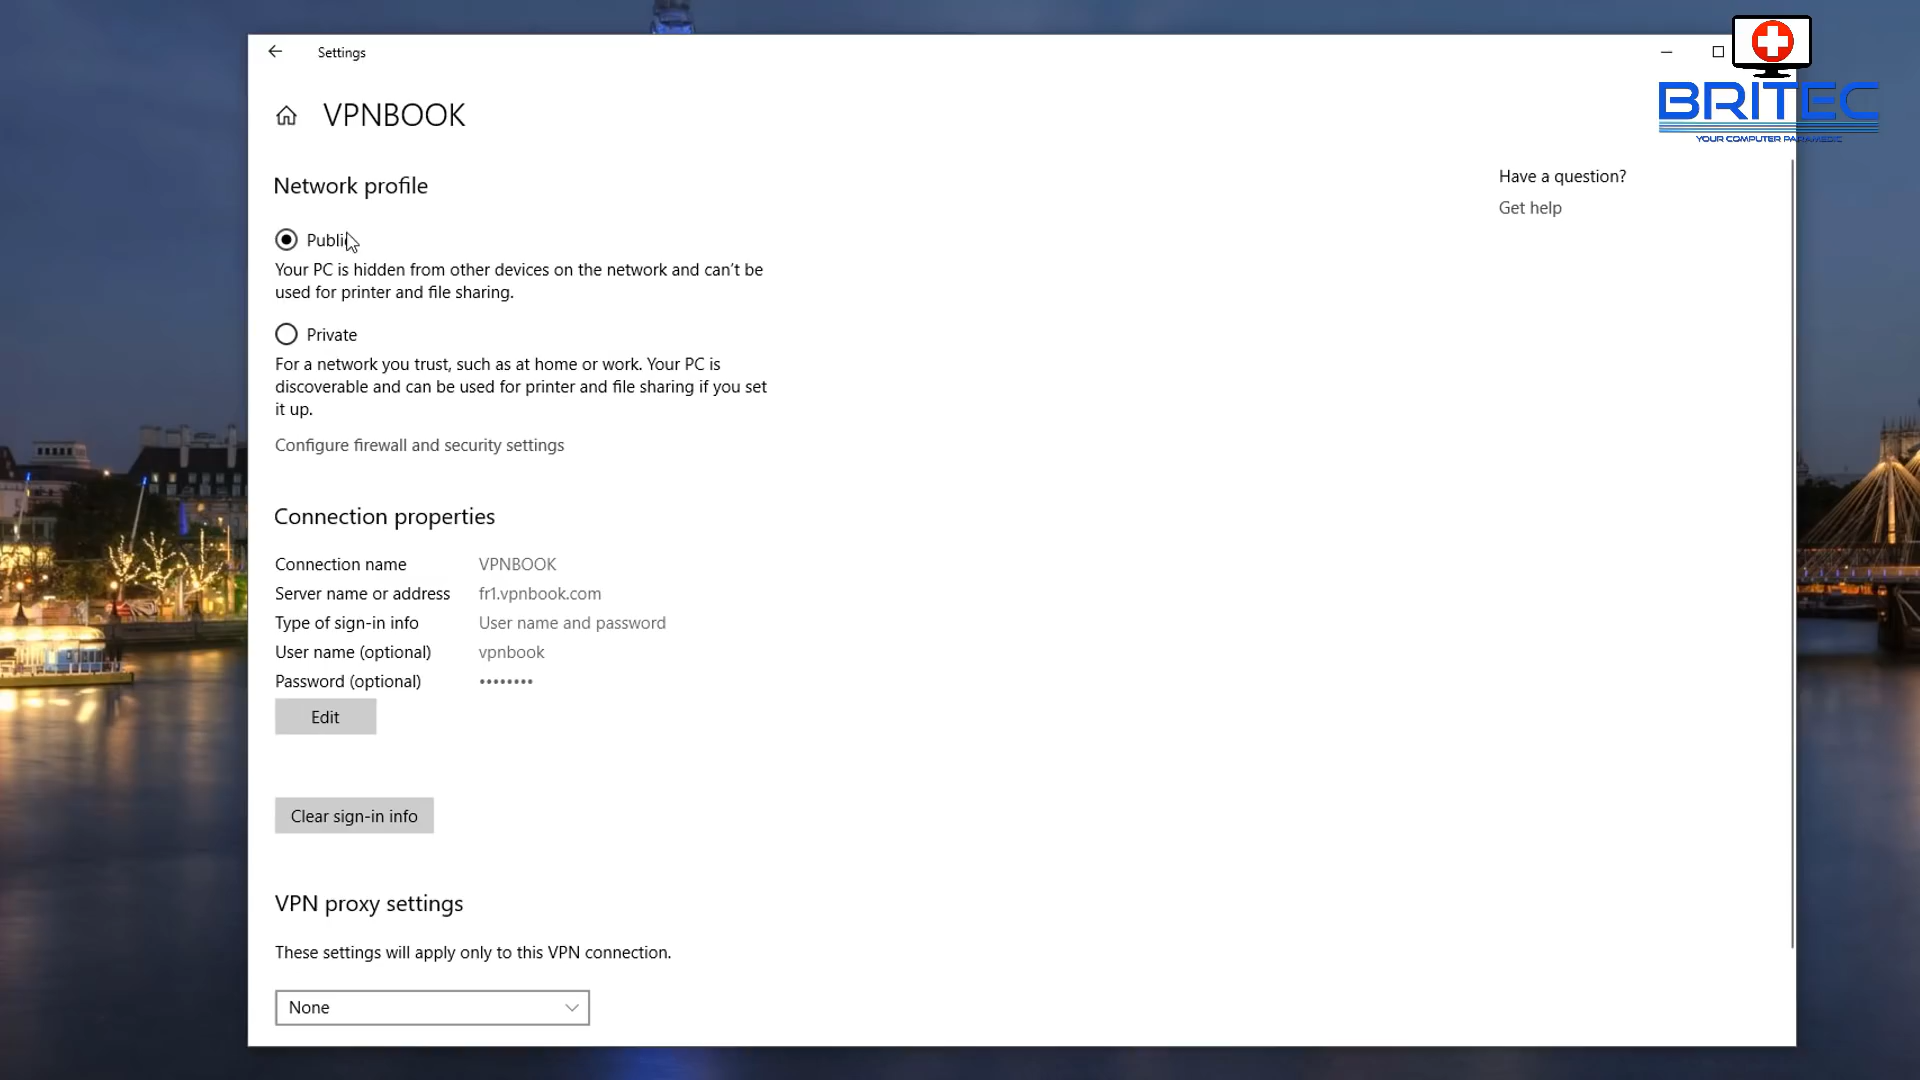 Settings
BRITEC
YOUR COMPUTER PARAMEDIC
VPNBOOK
Network profile
Have a question?
Get help
Public
Your PC is hidden from other devices on the network and can't be
used for printer and file sharing.
Private
For a network you trust, such as at home or work. Your PC is
discoverable and can be used for printer and file sharing if you set
it up.
Configure firewall and security settings
Connection properties
Connection name VPNBOOK
Server name or address fr1.vpnbook.com
Type of sign-in info User name and password
User name (optional) vpnbook
Password (optional) ••••••••
Edit
Clear sign-in info
VPN proxy settings
These settings will apply only to this VPN connection.
None